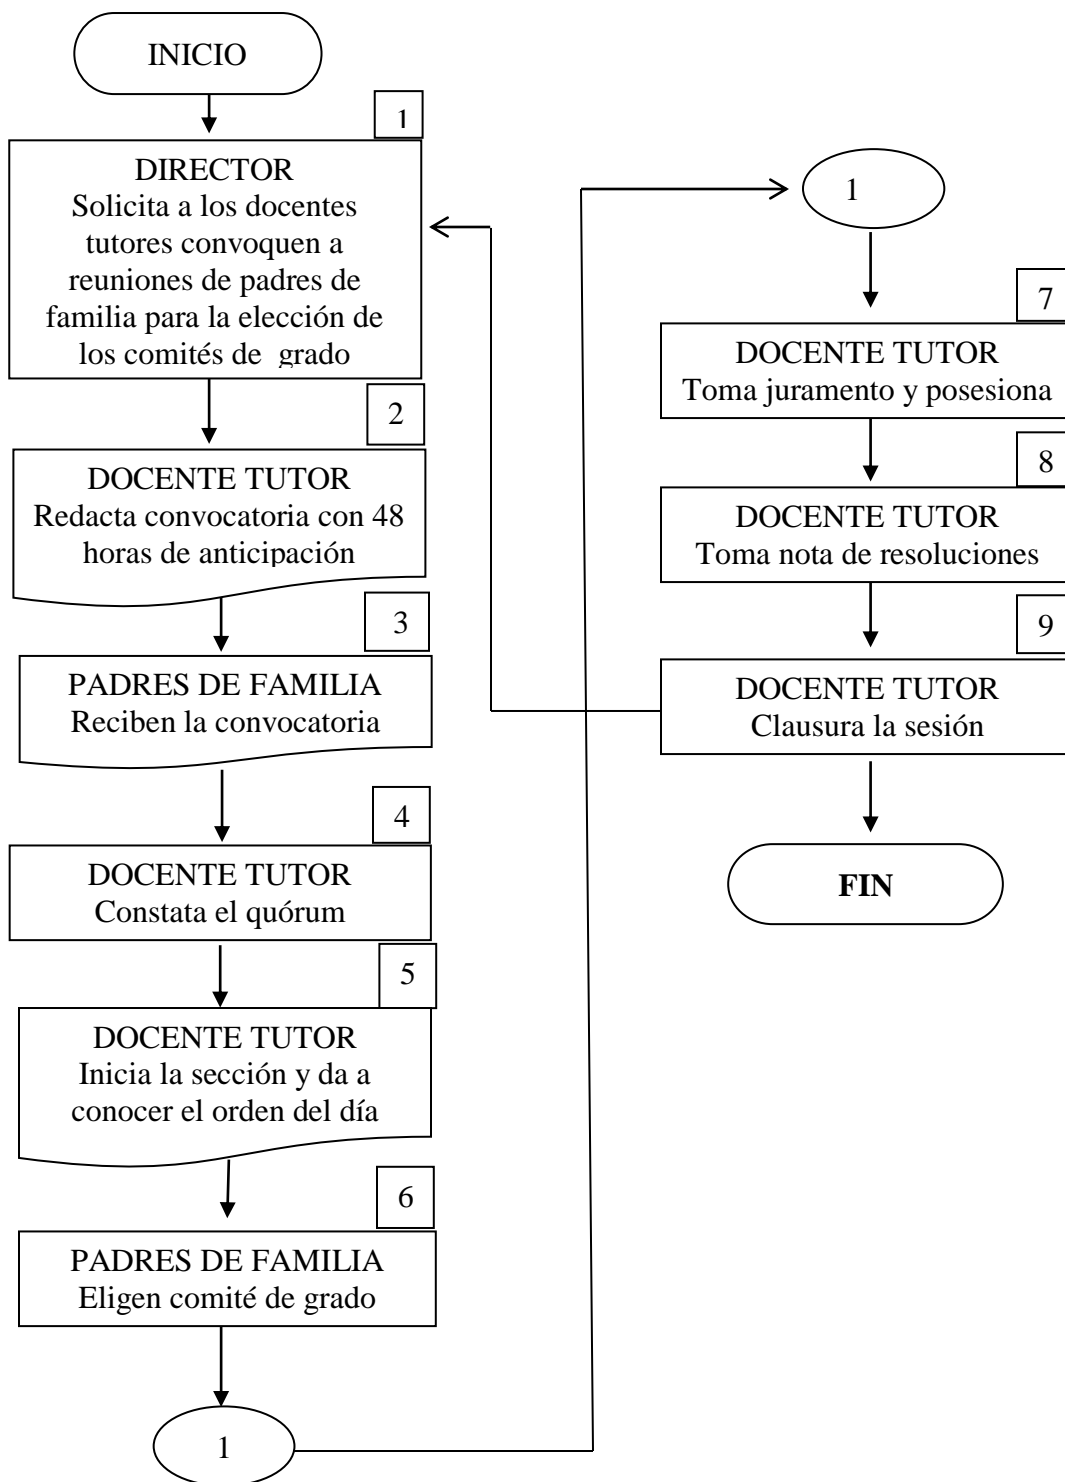 INICIO
1
DIRECTOR
Solicita a los docentes
tutores convoquen a
reuniones de padres de
familia para la elección de
los comités de grado
2
DOCENTE TUTOR
Redacta convocatoria con 48
horas de anticipación
3
PADRES DE FAMILIA
Reciben la convocatoria
4
DOCENTE TUTOR
Constata el quórum
5
DOCENTE TUTOR
Inicia la sección y da a
conocer el orden del día
6
PADRES DE FAMILIA
Eligen comité de grado
1
1
7
DOCENTE TUTOR
Toma juramento y posesiona
8
DOCENTE TUTOR
Toma nota de resoluciones
9
DOCENTE TUTOR
Clausura la sesión
FIN